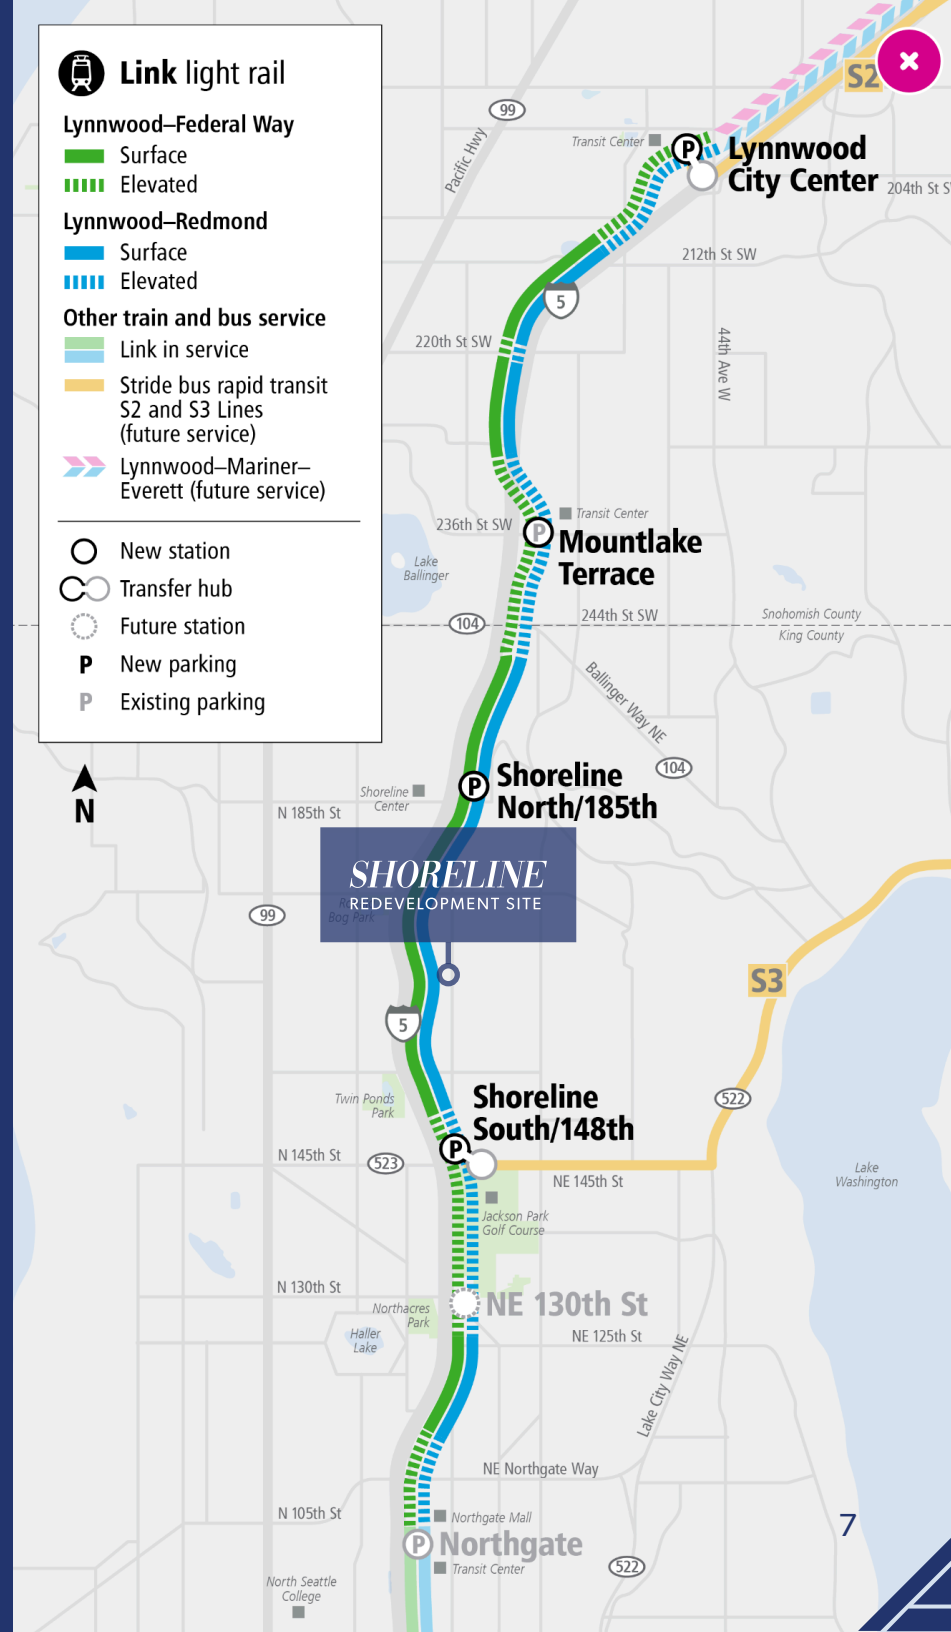 Link light rail
Lynnwood–Federal Way
Surface
Elevated
Lynnwood–Redmond
Surface
Elevated
Other train and bus service
Link in service
Stride bus rapid transit
S2 and S3 Lines
(future service)
Lynnwood–Mariner–
Everett (future service)
New station
Transfer hub
Future station
P New parking
P Existing parking
N
S2
99
Pacific Hwy
Transit Center
P
Lynnwood
City Center
204th St S
212th St SW
5
220th St SW
44th Ave W
236th St SW
Transit Center
P
Mountlake
Terrace
Lake
Ballinger
104
244th St SW
Snohomish County
King County
Ballinger Way NE
104
Shoreline
Center
P
Shoreline
North/185th
N 185th St
SHORELINE
REDEVELOPMENT SITE
Bog Park
99
S3
5
522
Twin Ponds
Park
Shoreline
South/148th
P
N 145th St
523
NE 145th St
Lake
Washington
Jackson Park
Golf Course
N 130th St
Northacres
Park
NE 130th St
Haller
Lake
NE 125th St
Lake City Way NE
NE Northgate Way
N 105th St
Northgate Mall
7
P
Northgate
Transit Center
522
North Seattle
College